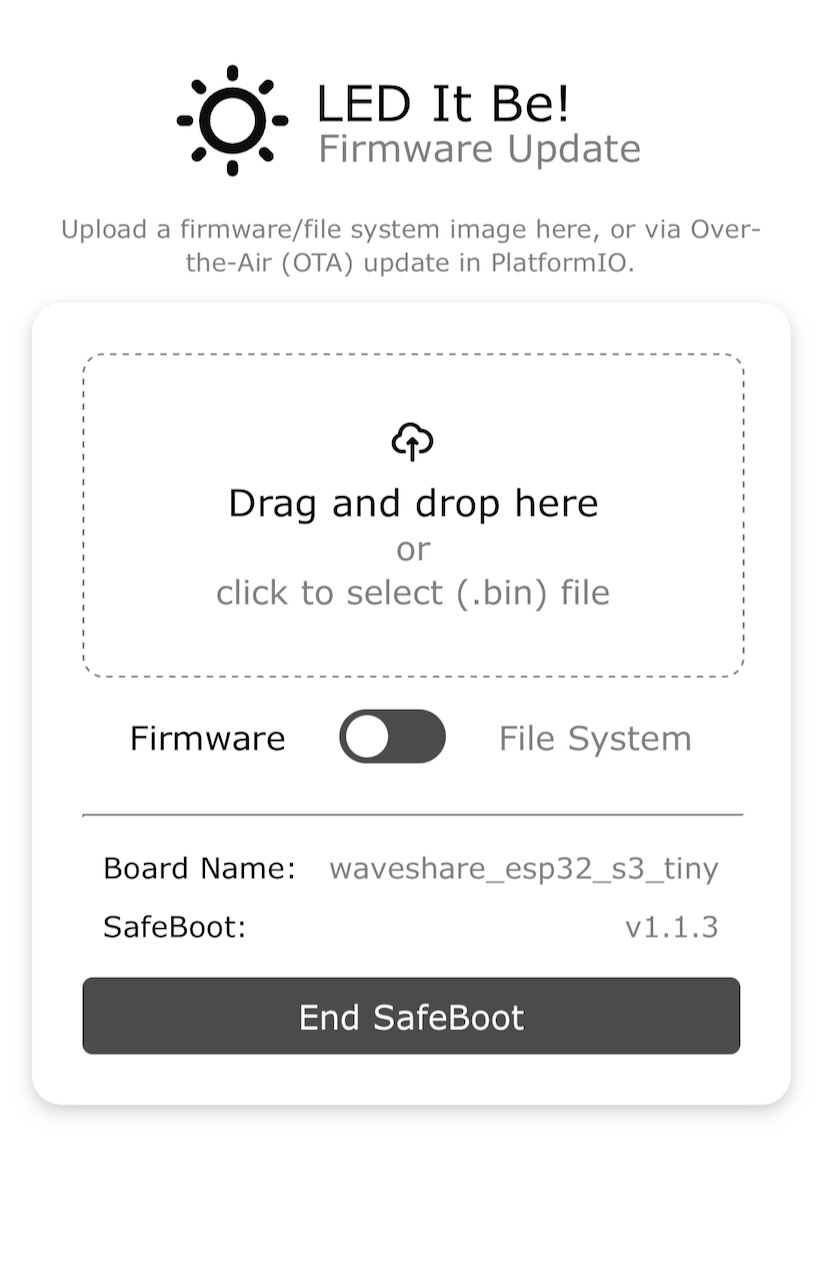 LED It Be!
Firmware Update
Upload a firmware/file system image here, or via Over-
the-Air (OTA) update in PlatformIO.
Drag and drop here
or
click to select (.bin) file
Firmware File System
Board Name: waveshare_esp32_s3_tiny
SafeBoot: v1.1.3
End SafeBoot